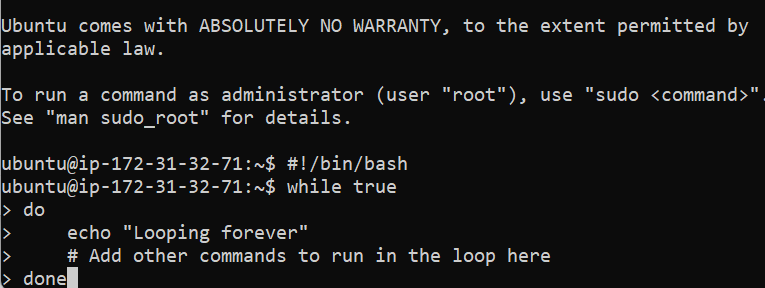 Ubuntu comes with ABSOLUTELY NO WARRANTY, to the extent permitted by
applicable law.
To run a command as administrator (user "root"), use "sudo <command>".
See "man sudo_root" for details.
ubuntu@ip-172-31-32-71:~$ #!/bin/bash
ubuntu@ip-172-31-32-71:~$ while true
> do
>     echo "Looping forever"
>     # Add other commands to run in the loop here
> done